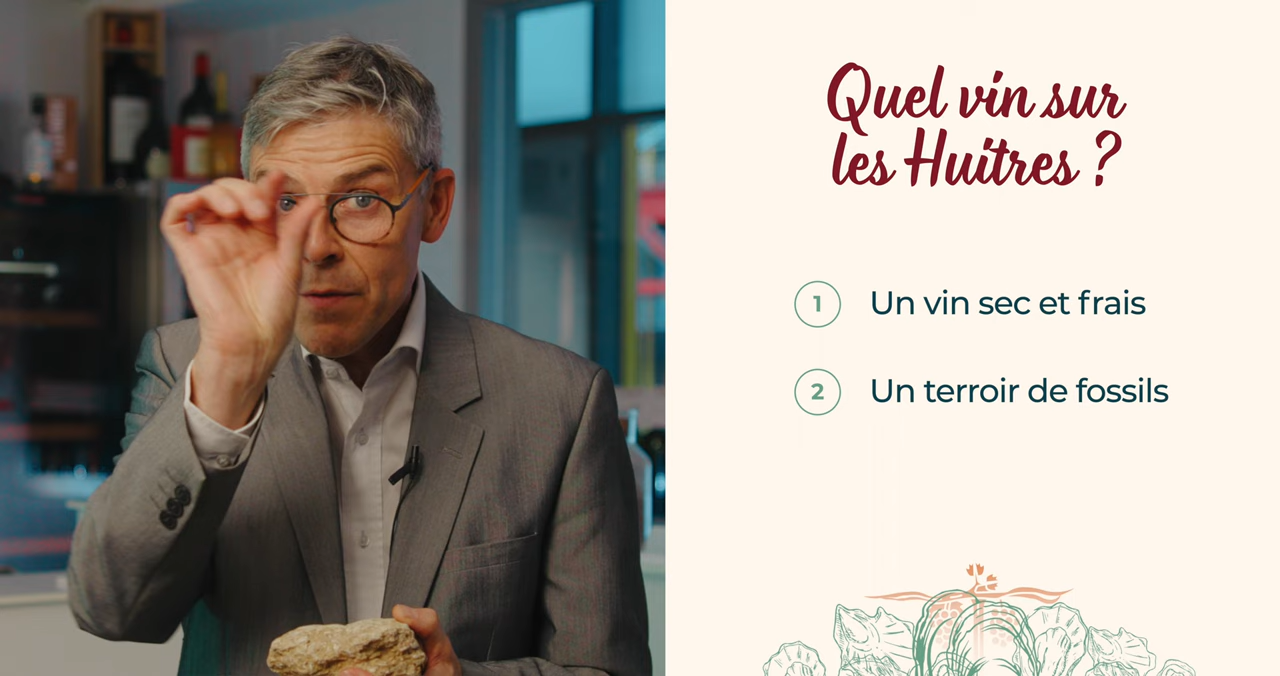 Quel vin sur
les Huîtres ?
1 Un vin sec et frais
2 Un terroir de fossils